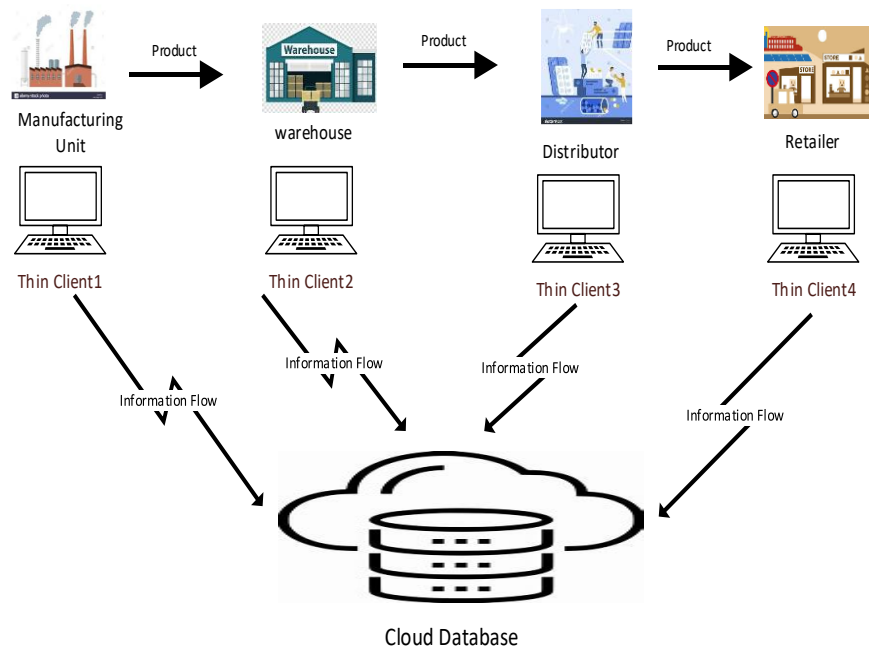 Product
Product
Product
Warehouse
STORE
STORE
Manufacturing
Unit
warehouse
Distributor
Retailer
Thin Client1
Thin Client2
Thin Client3
Thin Client4
Information Flow
Information Flow
Information Flow
Information Flow
Cloud Database